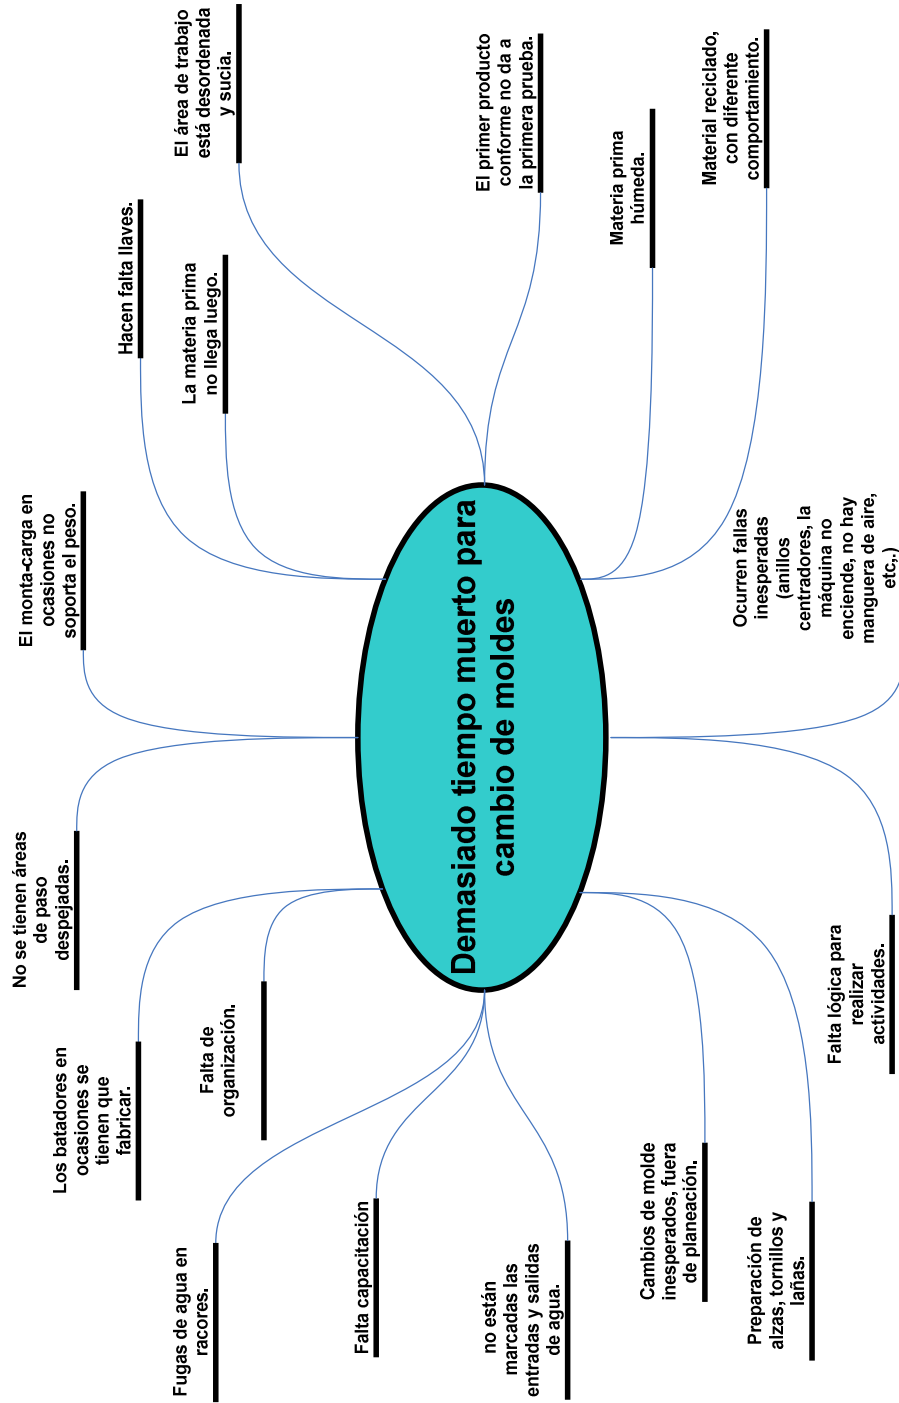 Demasiado tiempo muerto para
cambio de moldes
Fugas de agua en
racores.
Los batadores en
ocasiones se
tienen que
fabricar.
No se tienen áreas
de paso
despejadas.
El monta-carga en
ocasiones no
soporta el peso.
Hacen falta llaves.
El área de trabajo
está desordenada
y sucia.
Falta de
organización.
La materia prima
no llega luego.
Falta capacitación
El primer producto
conforme no da a
la primera prueba.
no están
marcadas las
entradas y salidas
de agua.
Materia prima
húmeda.
Cambios de molde
inesperados, fuera
de planeación.
Material reciclado,
con diferente
comportamiento.
Preparación de
alzas, tornillos y
lañas.
Falta lógica para
realizar
actividades.
Ocurren fallas
inesperadas
(anillos
centradores, la
máquina no
enciende, no hay
manguera de aire,
etc,.)